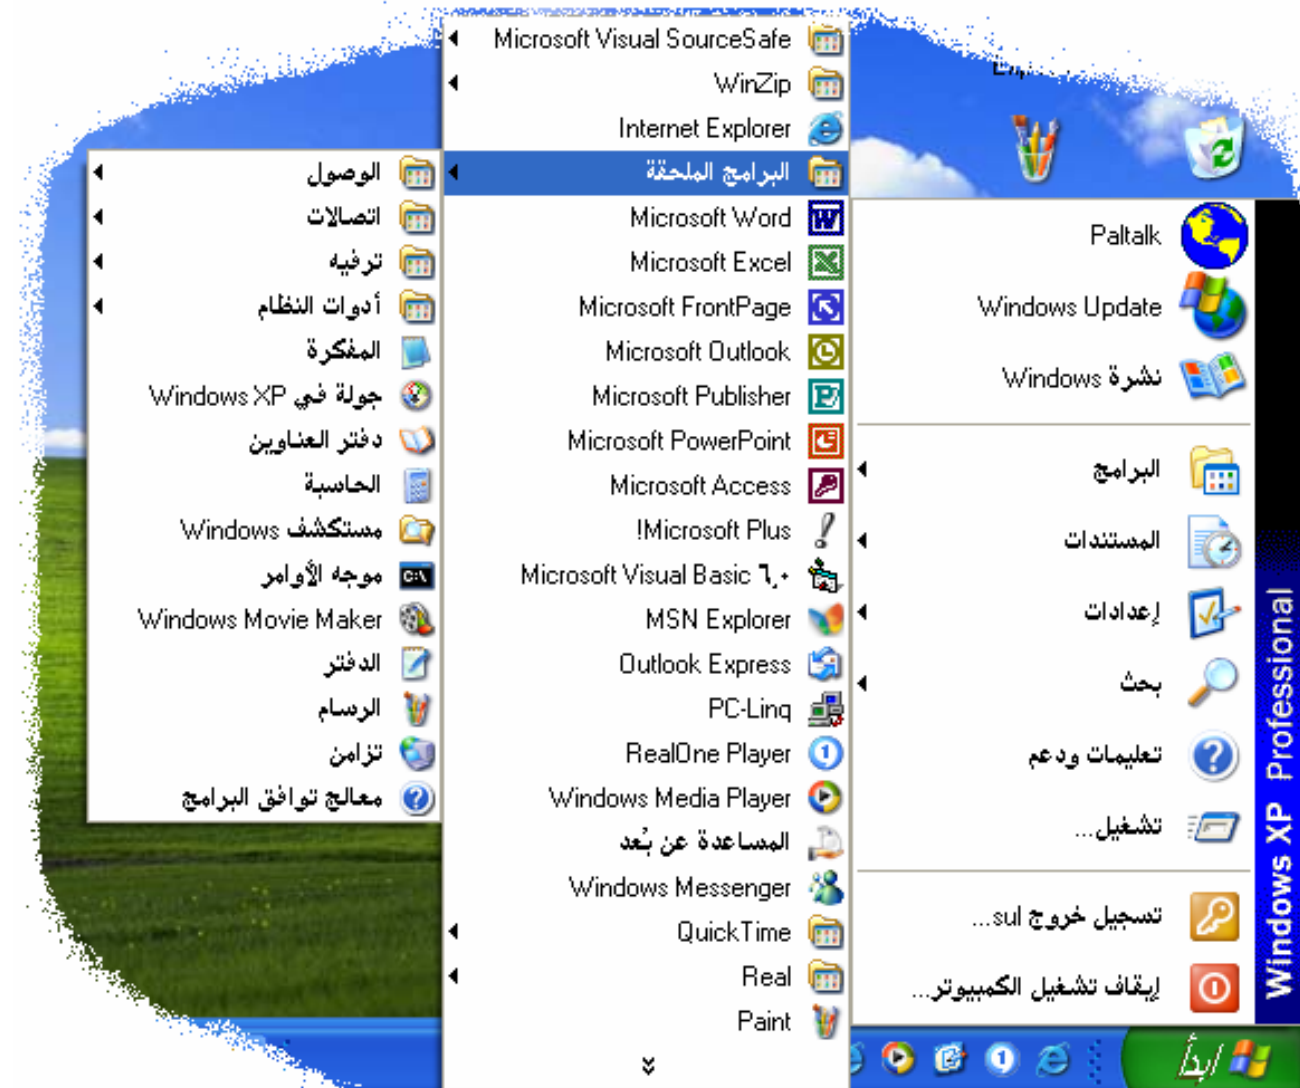 Paltalk
Windows Update
نشرة Windows
البرامج
المستندات
إعدادات
بحث
تعليمات ودعم
تشغيل...
تسجيل خروج sul...
إيقاف تشغيل الكمبيوتر...
Windows XP Professional
ابدأ
Microsoft Visual SourceSafe
WinZip
Internet Explorer
البرامج الملحقة
Microsoft Word
Microsoft Excel
Microsoft FrontPage
Microsoft Outlook
Microsoft Publisher
Microsoft PowerPoint
Microsoft Access
!Microsoft Plus
Microsoft Visual Basic ٦,٠
MSN Explorer
Outlook Express
PC-Linq
RealOne Player
Windows Media Player
المساعدة عن بُعد
Windows Messenger
QuickTime
Real
Paint
الوصول
اتصالات
ترفيه
أدوات النظام
المفكرة
جولة في Windows XP
دفتر العناوين
الحاسبة
مستكشف Windows
موجه الأوامر
Windows Movie Maker
الدفتر
الرسام
تزامن
معالج توافق البرامج